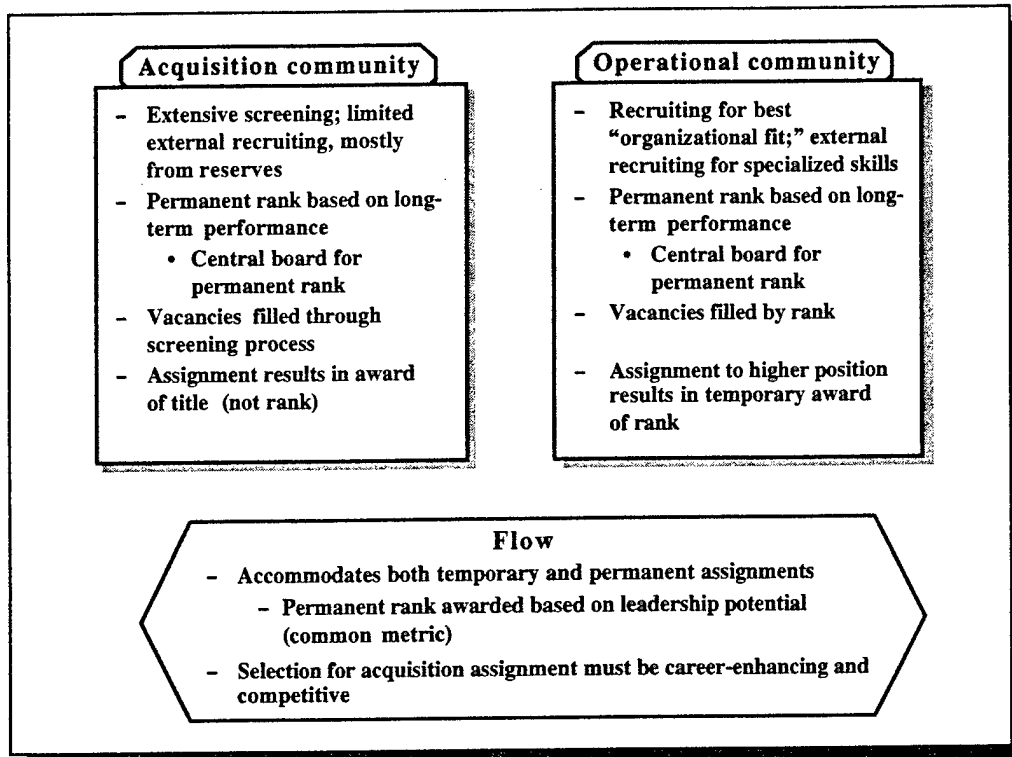 Acquisition community
– Extensive screening; limited
external recruiting, mostly
from reserves
– Permanent rank based on long-
term performance
• Central board for
permanent rank
– Vacancies filled through
screening process
– Assignment results in award
of title (not rank)
Operational community
– Recruiting for best
“organizational fit;” external
recruiting for specialized skills
– Permanent rank based on long-
term performance
• Central board for
permanent rank
– Vacancies filled by rank
– Assignment to higher position
results in temporary award
of rank
Flow
– Accommodates both temporary and permanent assignments
– Permanent rank awarded based on leadership potential
(common metric)
– Selection for acquisition assignment must be career-enhancing and
competitive